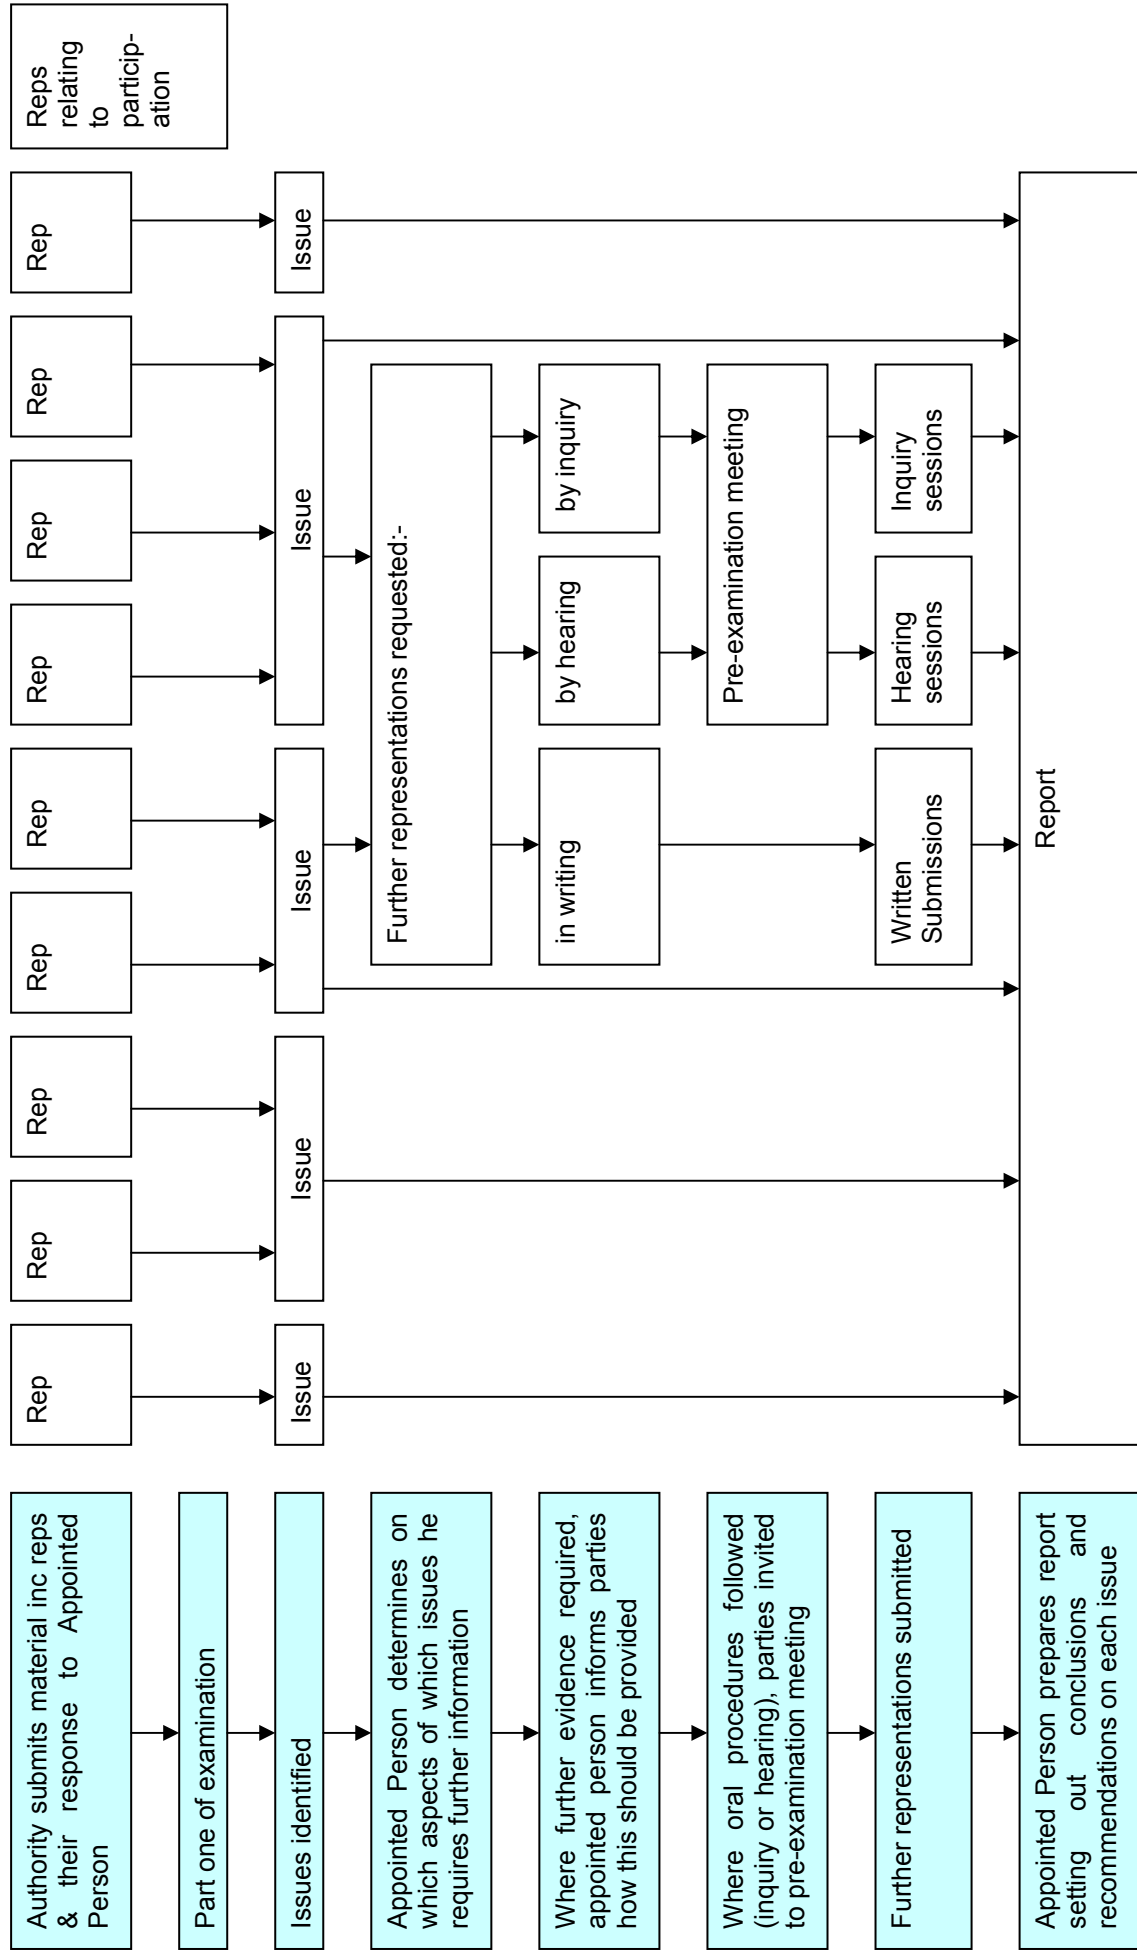 Authority submits material inc reps
& their response to Appointed
Person
Rep
Rep
Rep
Rep
Rep
Rep
Rep
Rep
Rep
Reps
relating
to
particip-
ation
Part one of examination
Issues identified
Issue
Issue
Issue
Issue
Issue
Appointed Person determines on
which aspects of which issues he
requires further information
Further representations requested:-
Where further evidence required,
appointed person informs parties
how this should be provided
in writing
by hearing
by inquiry
Where oral procedures followed
(inquiry or hearing), parties invited
to pre-examination meeting
Pre-examination meeting
Further representations submitted
Written
Submissions
Hearing
sessions
Inquiry
sessions
Appointed Person prepares report
setting out conclusions and
recommendations on each issue
Report